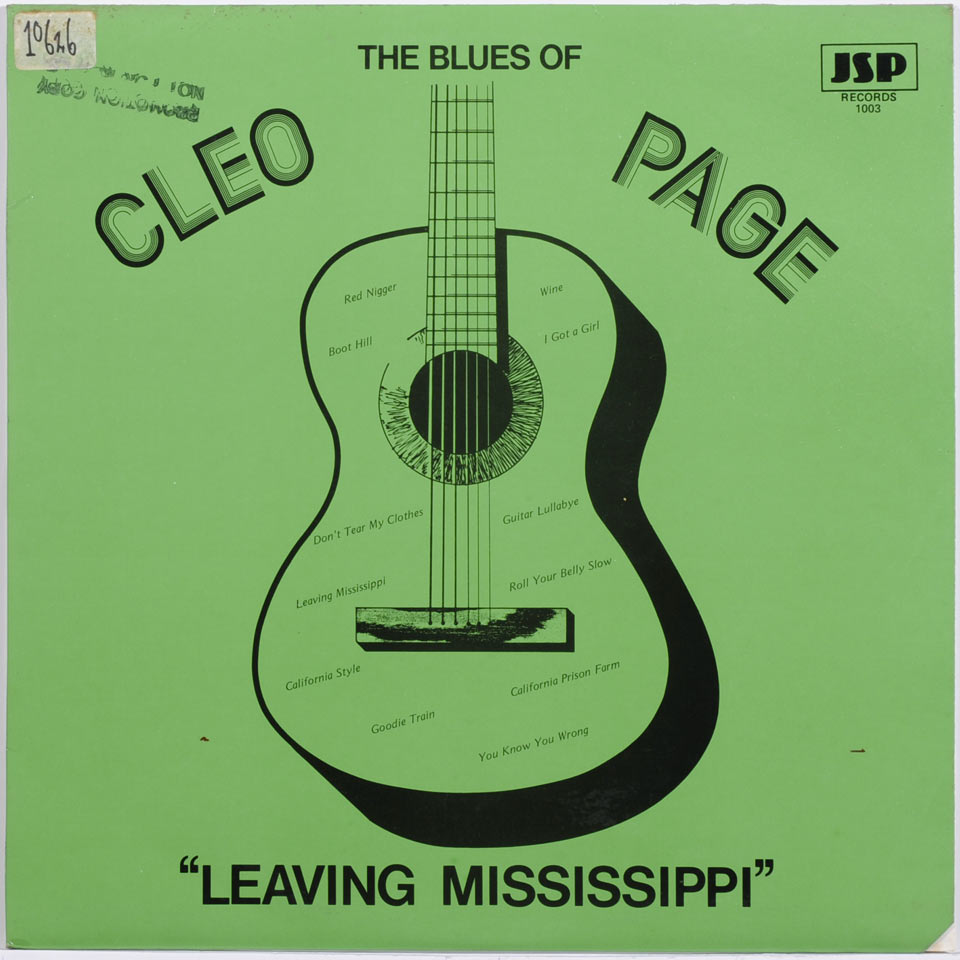 10626
PROMOTION COPY
THE BLUES OF
JSP
RECORDS
1003
CLEO PAGE
Red Nigger
Wine
Boot Hill
I Got a Girl
Don't Tear My Clothes
Guitar Lullabye
Leaving Mississippi
Roll Your Belly Slow
California Style
California Prison Farm
Goodie Train
You Know You Wrong
"LEAVING MISSISSIPPI"